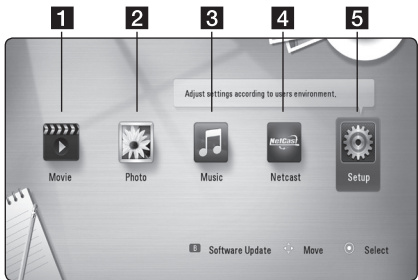 1 2 3 4 5
Adjust settings according to users environment.
NetCast
Movie Photo Music Netcast Setup
B Software Update Move Select